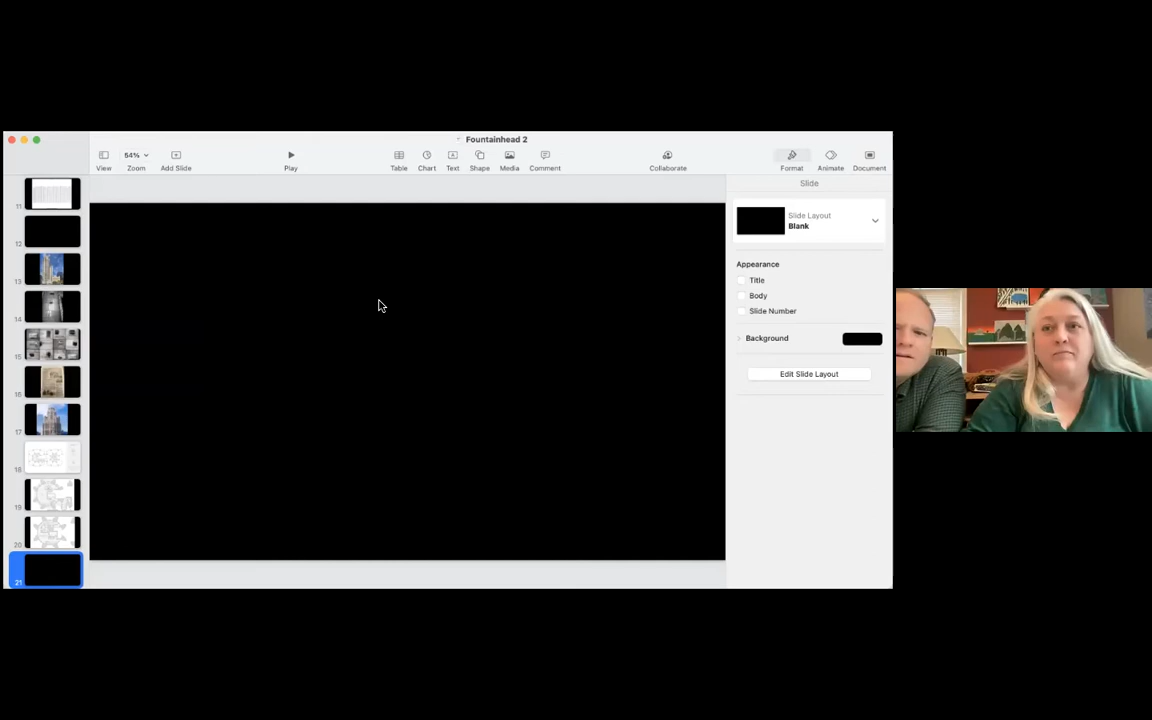 Fountainhead 2
54%
View Zoom Add Slide Play Table Chart Text Shape Media Comment Collaborate Format Animate Document
Slide
Slide Layout
Blank
Appearance
Title
Body
Slide Number
Background
Edit Slide Layout
11
12
13
14
15
16
17
18
19
20
21